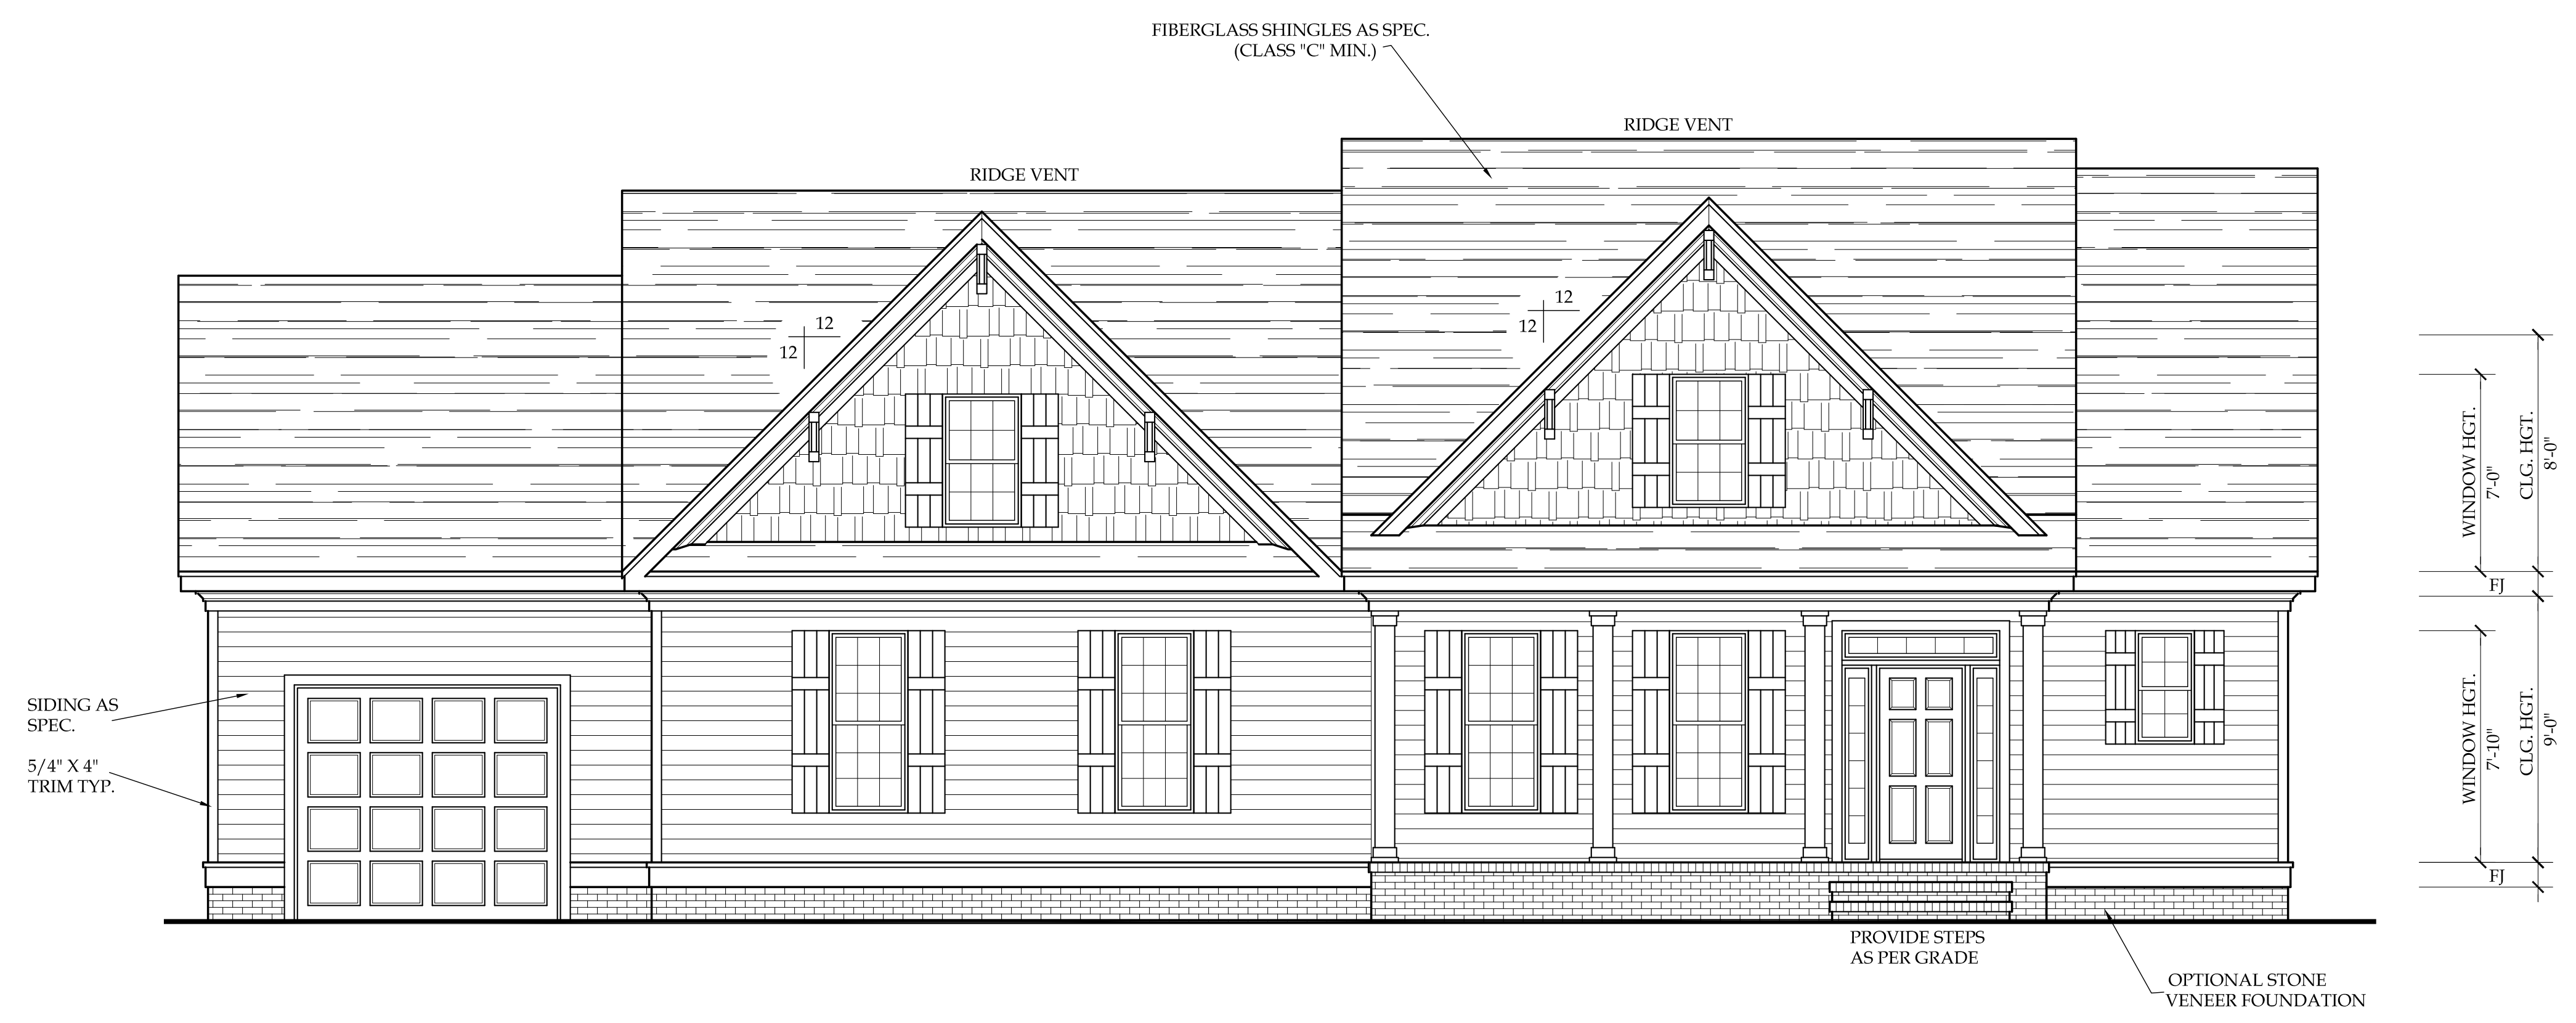 FIBERGLASS SHINGLES AS SPEC.
(CLASS "C" MIN.)
RIDGE VENT
RIDGE VENT
12
12
12
12
SIDING AS
SPEC.
5/4" X 4"
TRIM TYP.
WINDOW HGT.
7'-0"
CLG. HGT.
8'-0"
FJ
WINDOW HGT.
7'-10"
CLG. HGT.
9'-0"
FJ
PROVIDE STEPS
AS PER GRADE
OPTIONAL STONE
VENEER FOUNDATION